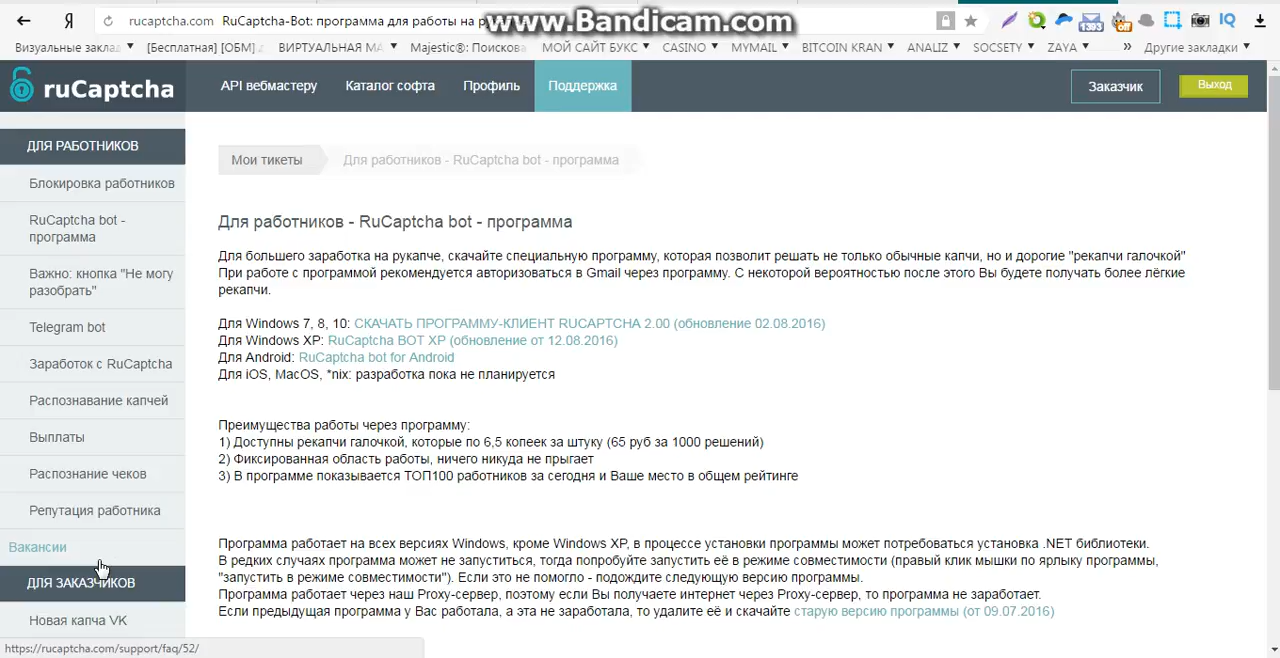 rucaptcha.com RuCaptcha-Bot: программа для работы на
www.Bandicam.com
Визуальные заклад
[Бесплатная] [ОБМ]
ВИРТУАЛЬНАЯ МА
Majestic®: Поискова
МОЙ САЙТ БУКС
CASINO
MYMAIL
BITCOIN KRAN
ANALIZ
SOCSETY
ZAYA
» Другие закладки
ruCaptcha
API вебмастеру
Каталог софта
Профиль
Поддержка
Заказчик
Выход
ДЛЯ РАБОТНИКОВ
Блокировка работников
RuCaptcha bot -
программа
Важно: кнопка "Не могу
разобрать"
Telegram bot
Заработок с RuCaptcha
Распознавание капчей
Выплаты
Распознание чеков
Репутация работника
Вакансии
ДЛЯ ЗАКАЗЧИКОВ
Новая капча VK
https://rucaptcha.com/support/faq/52/
Мои тикеты
Для работников - RuCaptcha bot - программа
Для работников - RuCaptcha bot - программа
Для большего заработка на рукапче, скачайте специальную программу, которая позволит решать не только обычные капчи, но и дорогие "рекапчи галочкой"
При работе с программой рекомендуется авторизоваться в Gmail через программу. С некоторой вероятностью после этого Вы будете получать более лёгкие
рекапчи.
Для Windows 7, 8, 10: СКАЧАТЬ ПРОГРАММУ-КЛИЕНТ RUCAPTCHA 2.00 (обновление 02.08.2016)
Для Windows XP: RuCaptcha BOT XP (обновление от 12.08.2016)
Для Android: RuCaptcha bot for Android
Для iOS, MacOS, *nix: разработка пока не планируется
Преимущества работы через программу:
1) Доступны рекапчи галочкой, которые по 6,5 копеек за штуку (65 руб за 1000 решений)
2) Фиксированная область работы, ничего никуда не прыгает
3) В программе показывается ТОП100 работников за сегодня и Ваше место в общем рейтинге
Программа работает на всех версиях Windows, кроме Windows XP, в процессе установки программы может потребоваться установка .NET библиотеки.
В редких случаях программа может не запуститься, тогда попробуйте запустить её в режиме совместимости (правый клик мышки по ярлыку программы,
"запустить в режиме совместимости"). Если это не помогло - подождите следующую версию программы.
Программа работает через наш Proxy-сервер, поэтому если Вы получаете интернет через Proxy-сервер, то программа не заработает.
Если предыдущая программа у Вас работала, а эта не заработала, то удалите её и скачайте старую версию программы (от 09.07.2016)